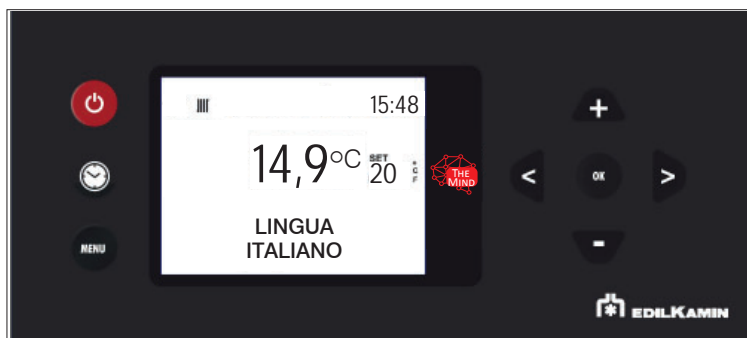 15:48
14,9°C SET 20 °C F
THE MIND
LINGUA
ITALIANO
MENU
< OK >
+
-
EDILKAMIN